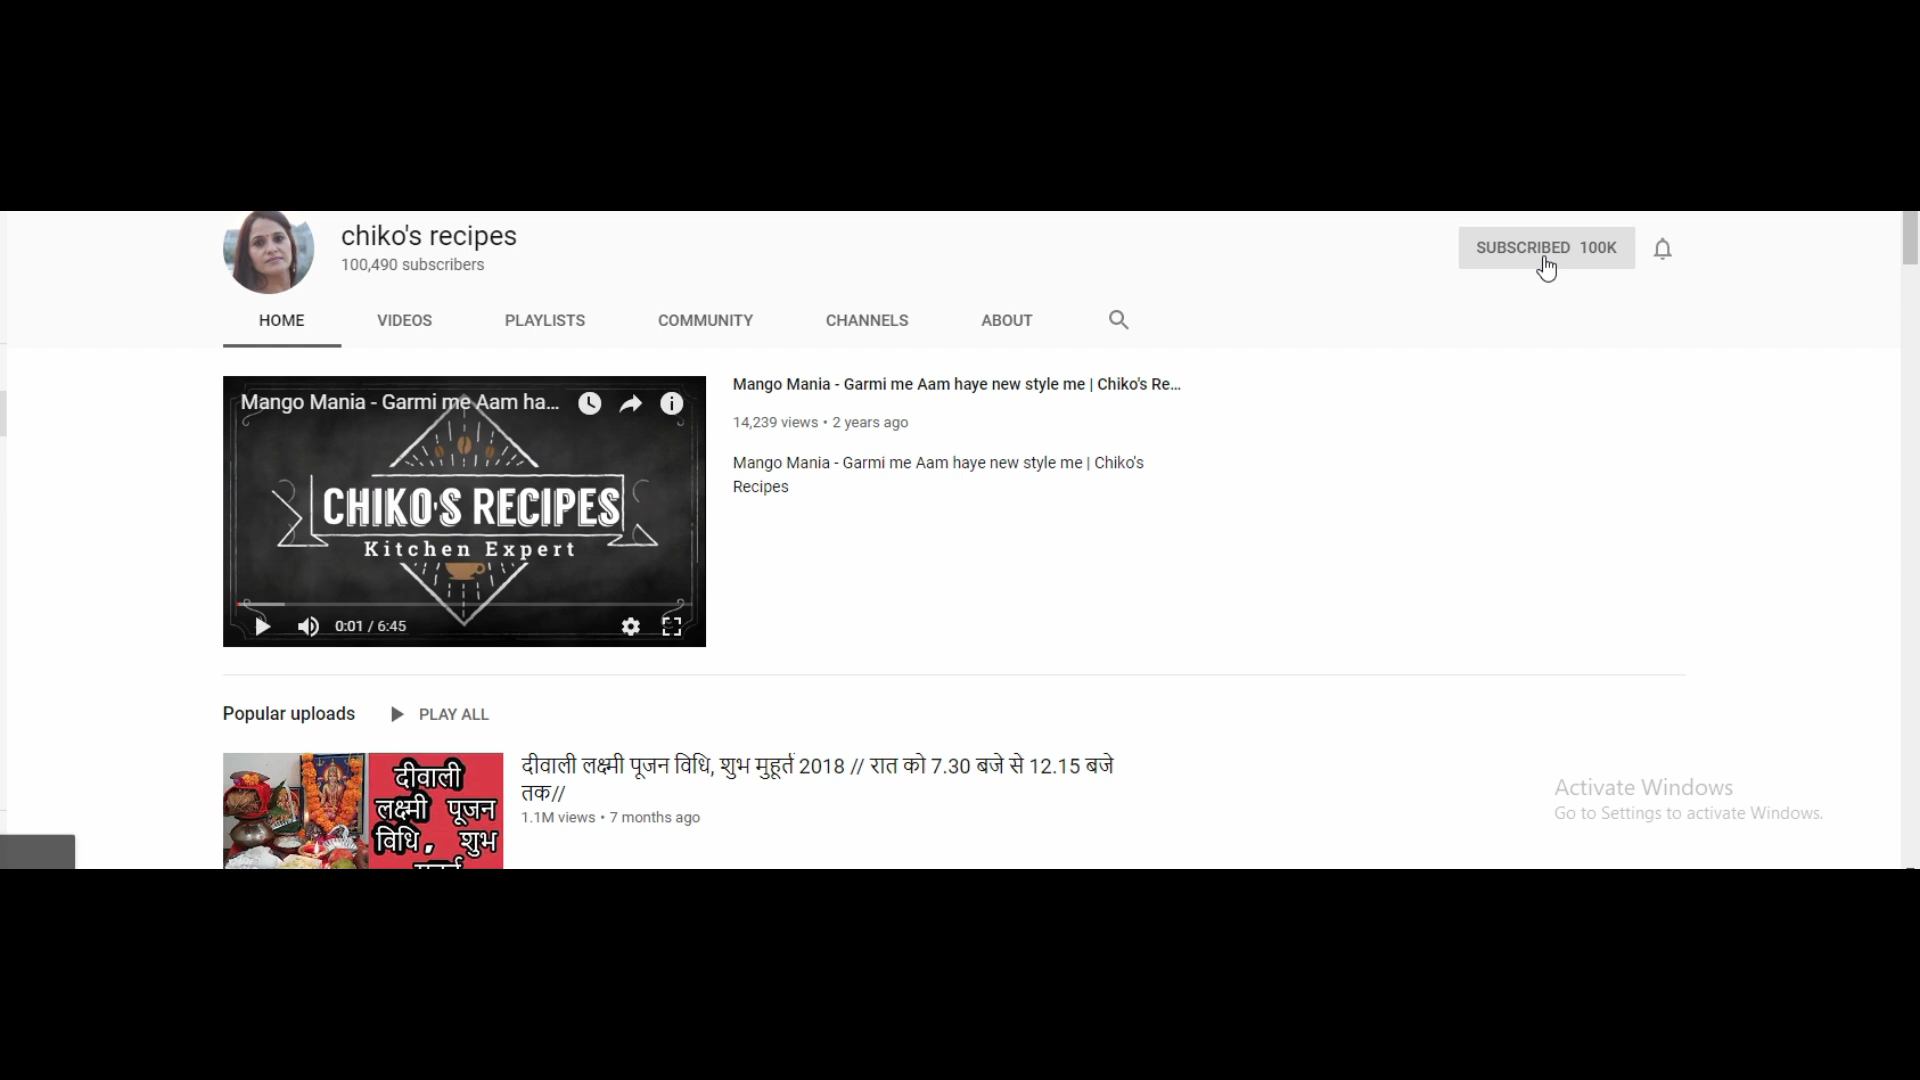 chiko's recipes
100,490 subscribers
SUBSCRIBED 100K
HOME VIDEOS PLAYLISTS COMMUNITY CHANNELS ABOUT
Mango Mania - Garmi me Aam ha...
CHIKO'S RECIPES
Kitchen Expert
0:01 / 6:45
Mango Mania - Garmi me Aam haye new style me | Chiko's Re...
14,239 views • 2 years ago
Mango Mania - Garmi me Aam haye new style me | Chiko's
Recipes
Popular uploads PLAY ALL
दीवाली
लक्ष्मी पूजन
विधि, शुभ
दीवाली लक्ष्मी पूजन विधि, शुभ मुहूर्त 2018 // रात को 7.30 बजे से 12.15 बजे
तक//
1.1M views • 7 months ago
Activate Windows
Go to Settings to activate Windows.